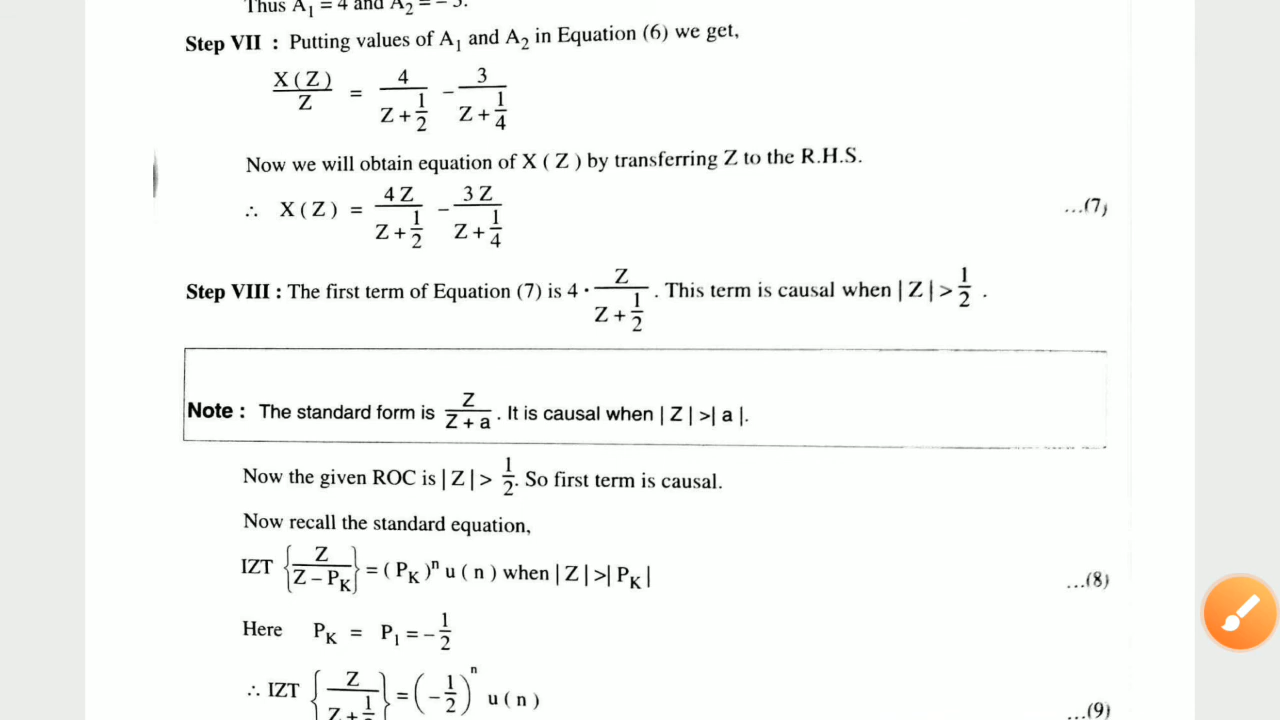 Thus A₁ = 4 and A₂ = – 3.
Step VII : Putting values of A₁ and A₂ in Equation (6) we get,
X(Z)/Z = 4/(Z + 1/2) – 3/(Z + 1/4)
Now we will obtain equation of X ( Z ) by transferring Z to the R.H.S.
∴ X(Z) = 4 Z/(Z + 1/2) – 3 Z/(Z + 1/4) ...(7)
Step VIII : The first term of Equation (7) is 4 · Z/(Z + 1/2) . This term is causal when | Z | > 1/2 .
Note : The standard form is Z/(Z + a) . It is causal when | Z | >| a |.
Now the given ROC is | Z | > 1/2. So first term is causal.
Now recall the standard equation,
IZT {Z/(Z – P_K)} = ( P_K )ⁿ u ( n ) when | Z | >| P_K | ...(8)
Here P_K = P₁ = – 1/2
∴ IZT {Z/(Z + 1/2)} = (– 1/2)ⁿ u ( n ) ...(9)